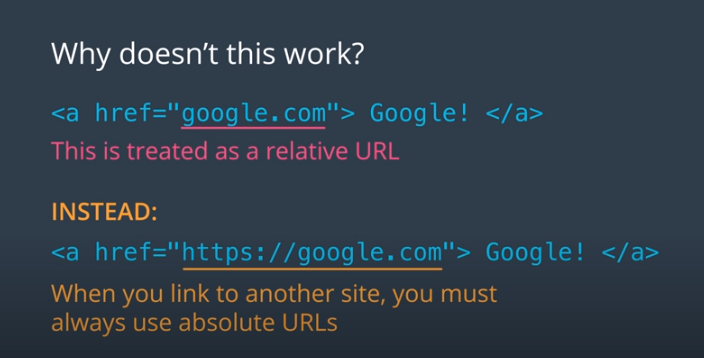 Why doesn’t this work?
<a href="google.com"> Google! </a>
This is treated as a relative URL
INSTEAD:
<a href="https://google.com"> Google! </a>
When you link to another site, you must
always use absolute URLs